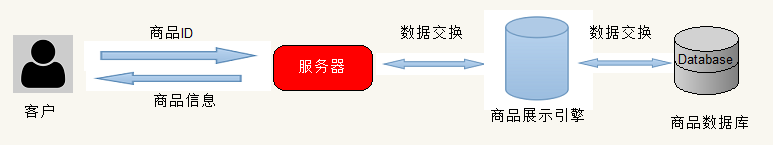 商品ID
数据交换
数据交换
服务器
Database
商品信息
客户
商品展示引擎
商品数据库